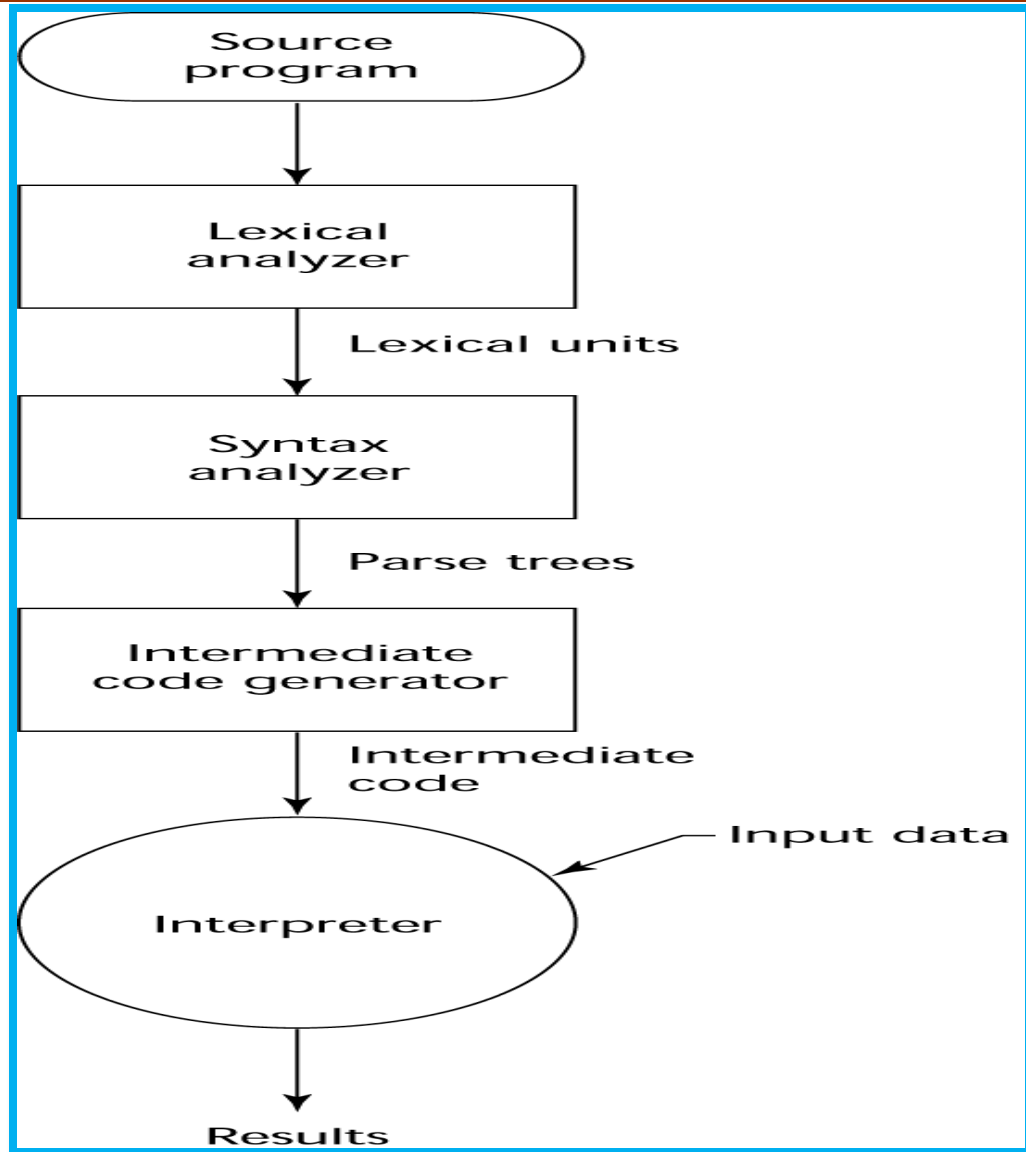 Source
program
Lexical
analyzer
Lexical units
Syntax
analyzer
Parse trees
Intermediate
code generator
Intermediate
code
Input data
Interpreter
Results